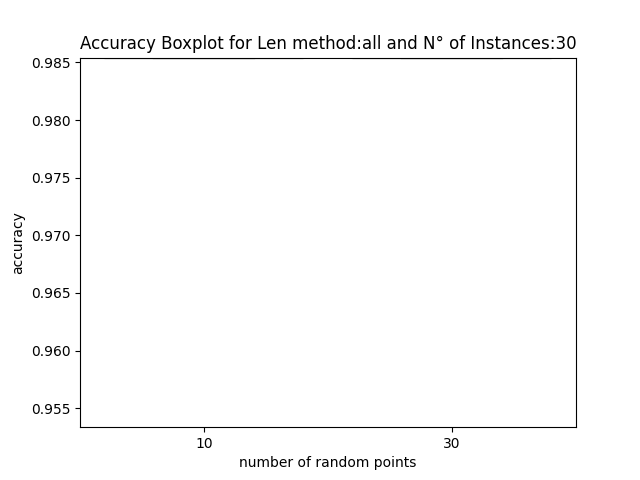 Accuracy Boxplot for Len method:all and N° of Instances:30
0.985
0.980
0.975
0.970
0.965
0.960
0.955
accuracy
10 30
number of random points